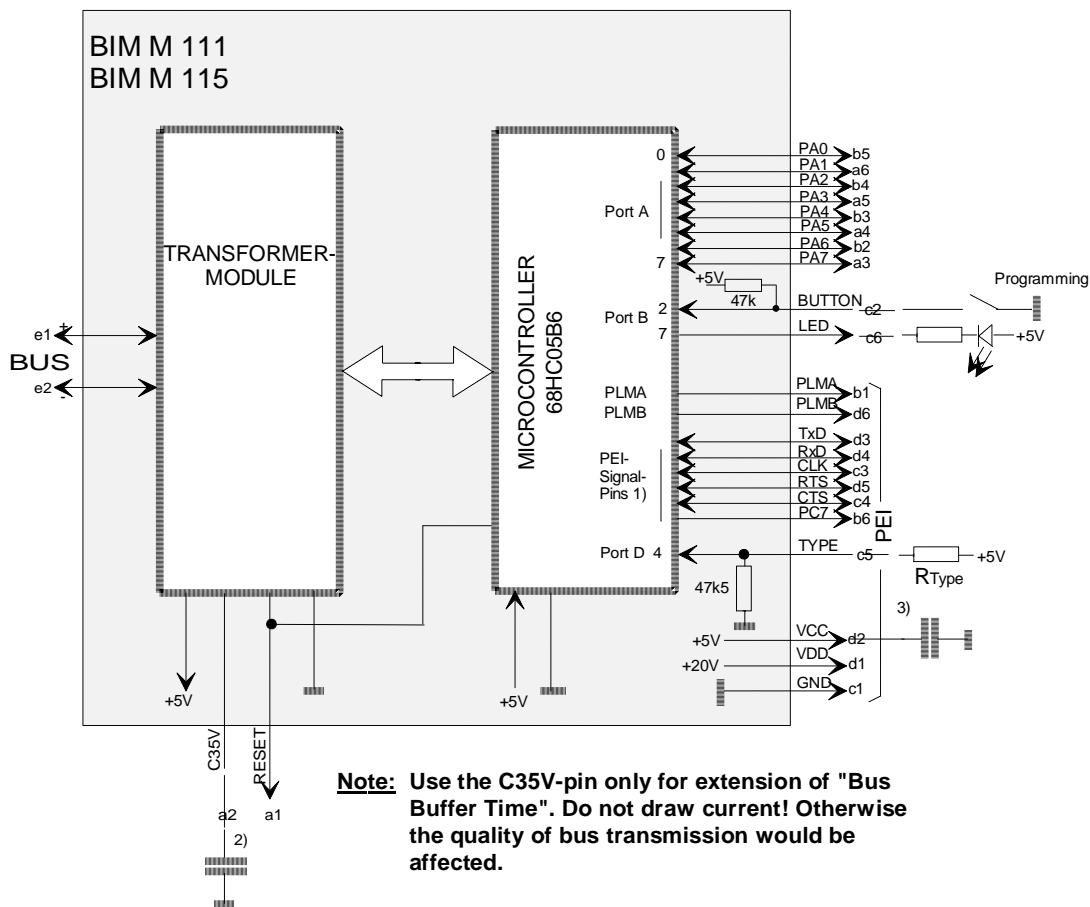 BIM M 111
BIM M 115
TRANSFORMER-
MODULE
MICROCONTROLLER
68HC05B6
e1
+
BUS
e2
-
0
Port A
7
PA0 b5
PA1 a6
PA2 b4
PA3 a5
PA4 b3
PA5 a4
PA6 b2
PA7 a3
+5V
47k
Programming
Port B
2
BUTTON
c2
7
LED
c6
+5V
PLMA
PLMA
b1
PLMB
PLMB
d6
PEI-
Signal-
Pins 1)
TxD d3
RxD d4
CLK c3
RTS d5
CTS c4
PC7 b6
PEI
Port D 4
TYPE
c5
+5V
RType
47k5
3)
+5V
VCC
d2
+20V
VDD
d1
GND
c1
+5V
+5V
C35V
RESET
a2
a1
2)
Note: Use the C35V-pin only for extension of "Bus
Buffer Time". Do not draw current! Otherwise
the quality of bus transmission would be
affected.